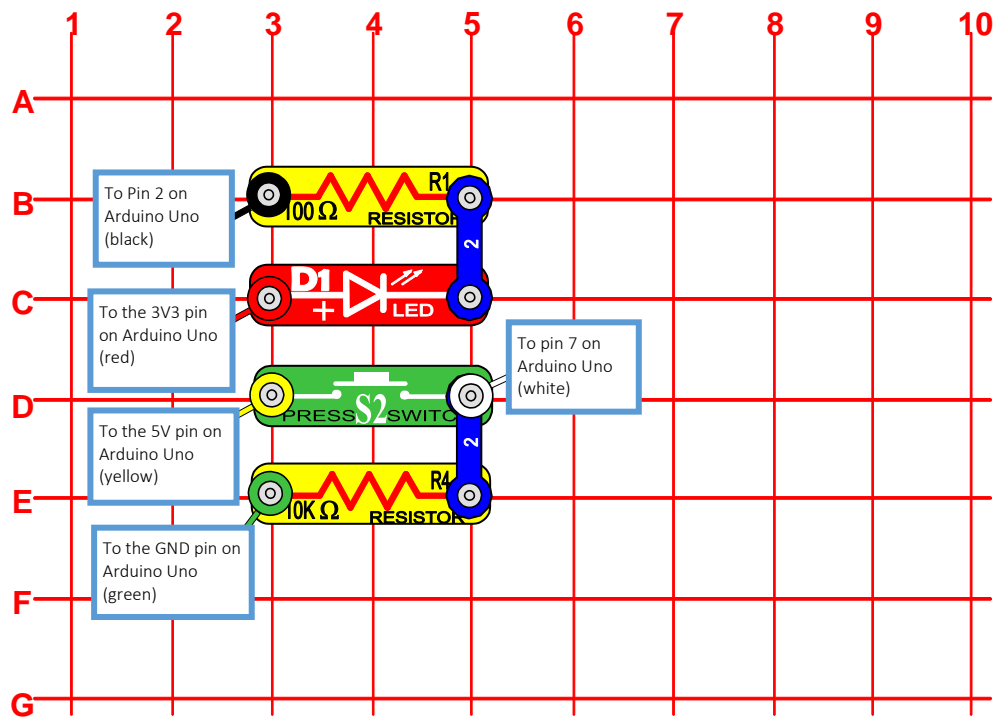 1 2 3 4 5 6 7 8 9 10
A
B
To Pin 2 on
Arduino Uno
(black)
R1
100 Ω
RESISTOR
2
C
To the 3V3 pin
on Arduino Uno
(red)
D1
+
LED
To pin 7 on
Arduino Uno
(white)
D
PRESS S2 SWITC
To the 5V pin on
Arduino Uno
(yellow)
2
E
R4
10K Ω
RESISTOR
To the GND pin on
Arduino Uno
(green)
F
G